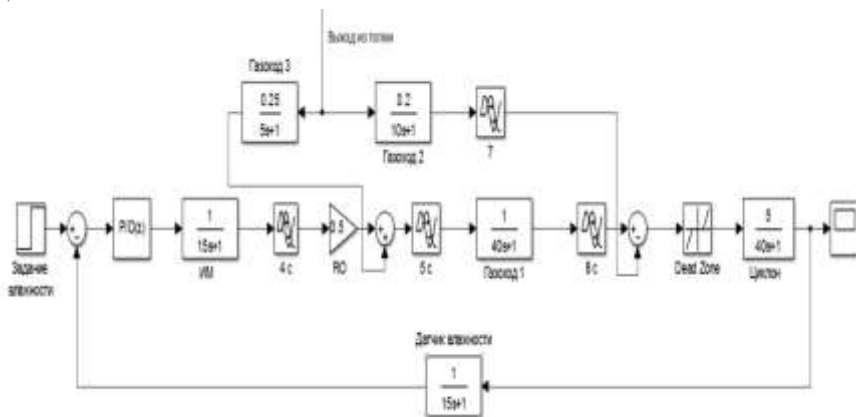 Выход из топки
Газоход 3
0.25
5s+1
0.2
10s+1
Газоход 2
7
Задание
влажности
PID(s)
1
15s+1
ИМ
4 с
0.5
RO
5 с
1
40s+1
Газоход 1
6 с
Dead Zone
5
40s+1
Циклон
Датчик влажности
1
15s+1